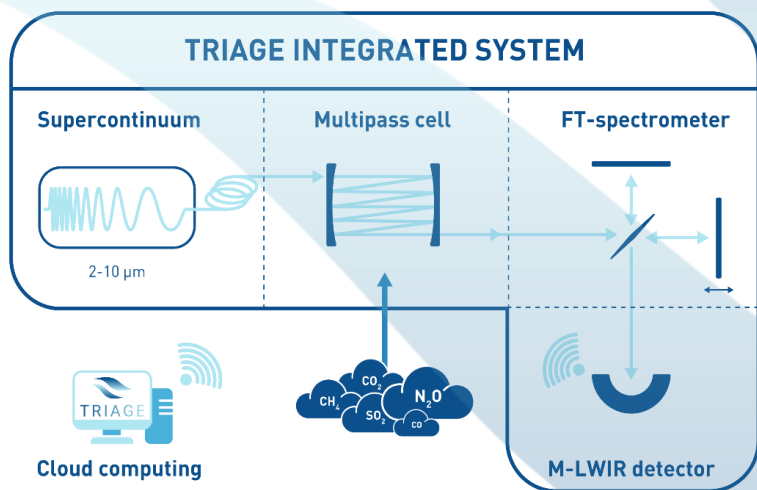 TRIAGE INTEGRATED SYSTEM
Supercontinuum
Multipass cell
FT-spectrometer
2-10 µm
CO₂
CH₄
N₂O
SO₂
CO
TRIAGE
Cloud computing
M-LWIR detector